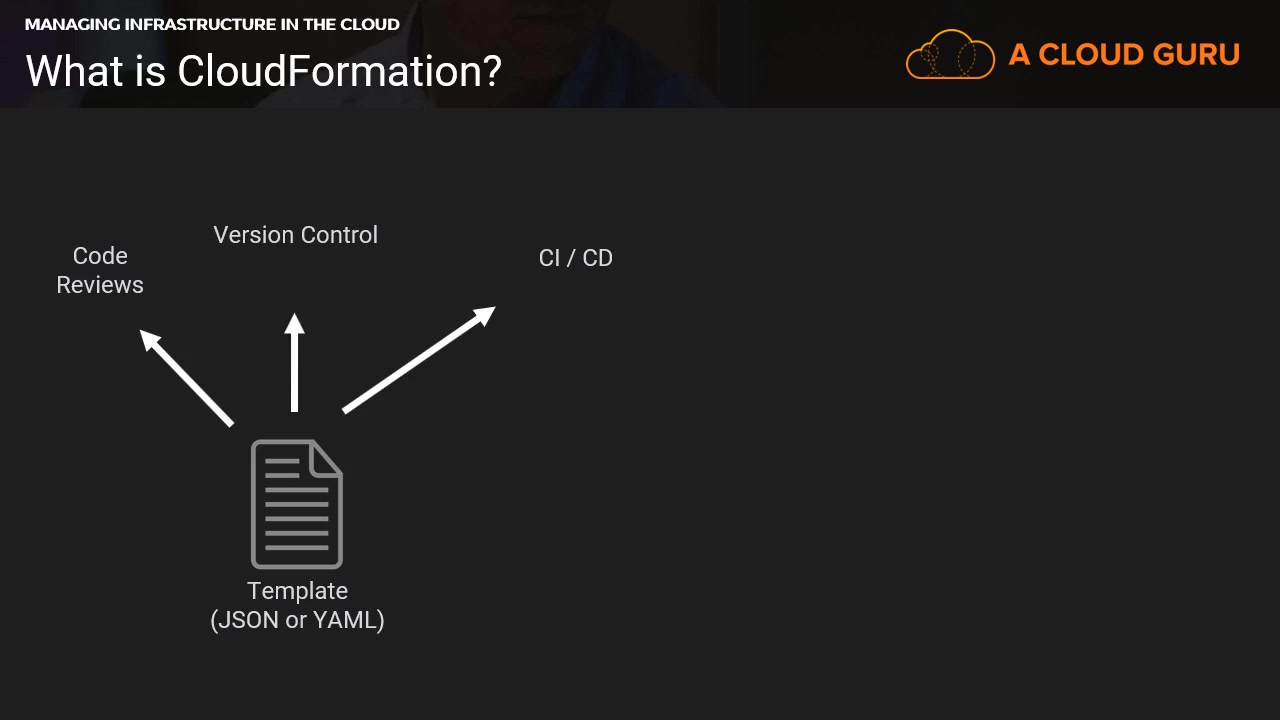 MANAGING INFRASTRUCTURE IN THE CLOUD
What is CloudFormation?
A CLOUD GURU
Version Control
Code
Reviews
CI / CD
Template
(JSON or YAML)